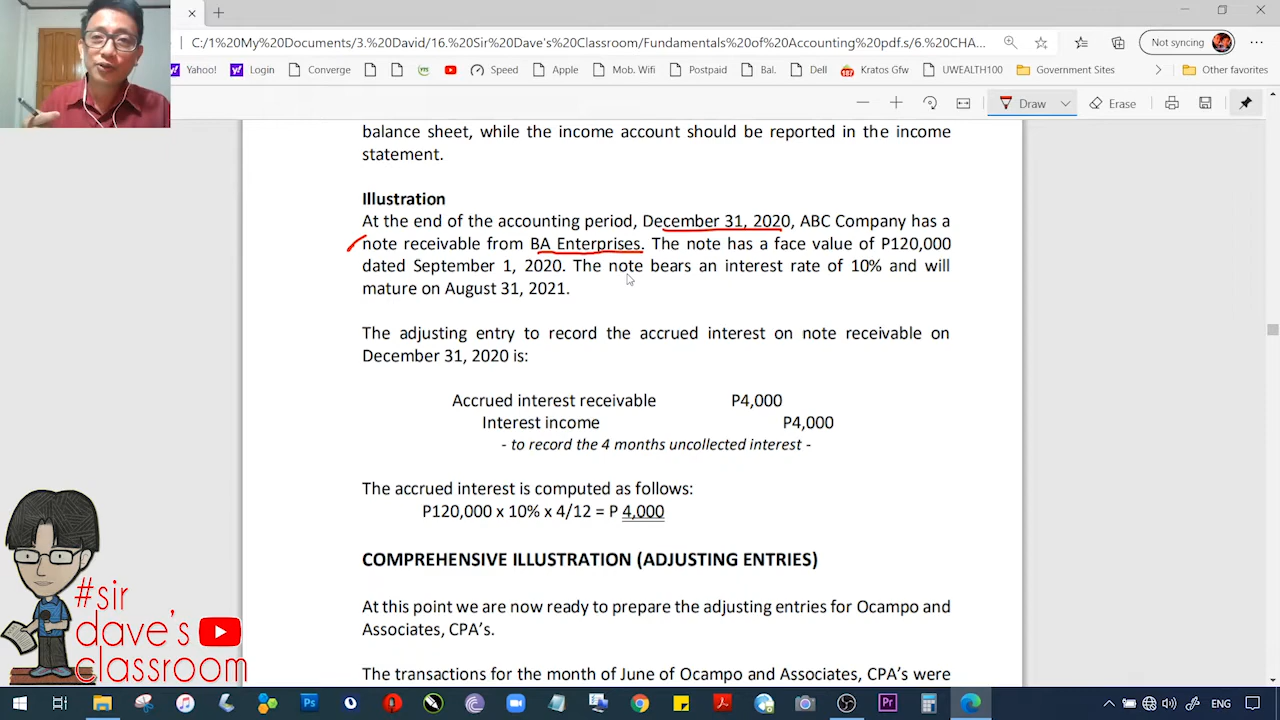 C:/1%20My%20Documents/3.%20David/16.%20Sir%20Dave's%20Classroom/Fundamentals%20of%20Accounting%20pdf.s/6.%20CHA...
Not syncing
Yahoo!
Login
Converge
Speed
Apple
Mob. Wifi
Postpaid
Bal.
Dell
Kratos Gfw
UWEALTH100
Government Sites
Other favorites
Draw
Erase
balance sheet, while the income account should be reported in the income
statement.
Illustration
At the end of the accounting period, December 31, 2020, ABC Company has a
note receivable from BA Enterprises. The note has a face value of P120,000
dated September 1, 2020. The note bears an interest rate of 10% and will
mature on August 31, 2021.
The adjusting entry to record the accrued interest on note receivable on
December 31, 2020 is:
Accrued interest receivable P4,000
Interest income P4,000
- to record the 4 months uncollected interest -
The accrued interest is computed as follows:
P120,000 x 10% x 4/12 = P 4,000
COMPREHENSIVE ILLUSTRATION (ADJUSTING ENTRIES)
At this point we are now ready to prepare the adjusting entries for Ocampo and
Associates, CPA's.
The transactions for the month of June of Ocampo and Associates, CPA's were
#sir
dave's
classroom
ENG